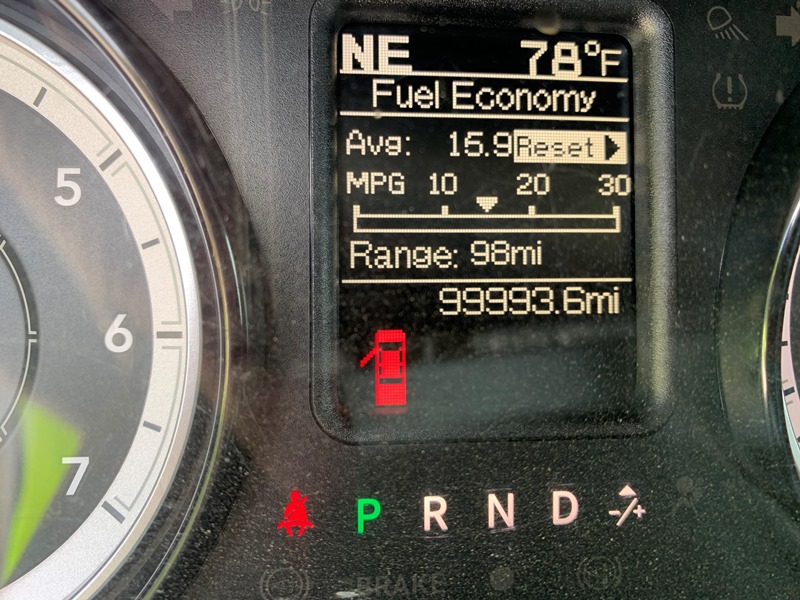 NE 78°F
Fuel Economy
Avg: 15.9 Reset
MPG 10 20 30
Range: 98mi
99993.6mi
5
6
7
P R N D -/+
BRAKE